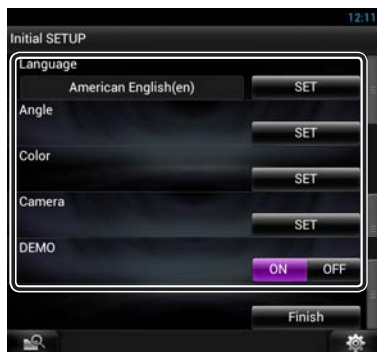 12:11
Initial SETUP
Language
American English(en) SET
Angle
SET
Color
SET
Camera
SET
DEMO
ON OFF
Finish